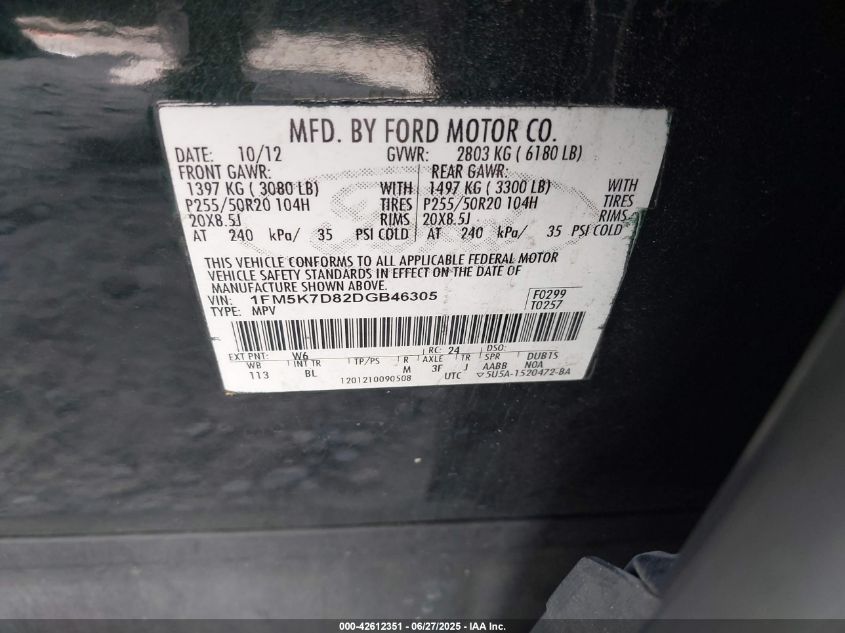 MFD. BY FORD MOTOR CO.
DATE: 10/12 GVWR: 2803 KG ( 6180 LB)
FRONT GAWR: REAR GAWR:
1397 KG ( 3080 LB) WITH 1497 KG ( 3300 LB) WITH
P255/50R20 104H TIRES P255/50R20 104H TIRES
20X8.5J RIMS 20X8.5J RIMS
AT 240 kPa/ 35 PSI COLD AT 240 kPa/ 35 PSI COLD
THIS VEHICLE CONFORMS TO ALL APPLICABLE FEDERAL MOTOR
VEHICLE SAFETY STANDARDS IN EFFECT ON THE DATE OF
MANUFACTURE SHOWN ABOVE.
VIN: 1FM5K7D82DGB46305 F0299
TYPE: MPV T0257
EXT PNT: W6 RC: 24 DSO:
WB INT TR TP/PS R AXLE TR SPR DUBTS
113 BL M 3F J AABB NOA
1201210090508 UTC 5U5A-1520472-BA
000-42612351 | 06/27/2025 - IAA Inc.